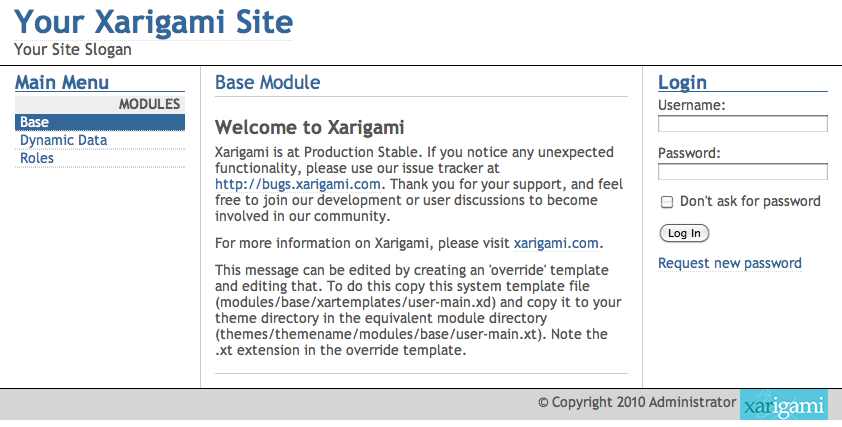 Your Xarigami Site
Your Site Slogan
Main Menu
MODULES
Base
Dynamic Data
Roles
Base Module
Welcome to Xarigami
Xarigami is at Production Stable. If you notice any unexpected
functionality, please use our issue tracker at
http://bugs.xarigami.com. Thank you for your support, and feel
free to join our development or user discussions to become
involved in our community.
For more information on Xarigami, please visit xarigami.com.
This message can be edited by creating an 'override' template
and editing that. To do this copy this system template file
(modules/base/xartemplates/user-main.xd) and copy it to your
theme directory in the equivalent module directory
(themes/themename/modules/base/user-main.xt). Note the
.xt extension in the override template.
Login
Username:
Password:
Don't ask for password
Log In
Request new password
© Copyright 2010 Administrator
xarigami